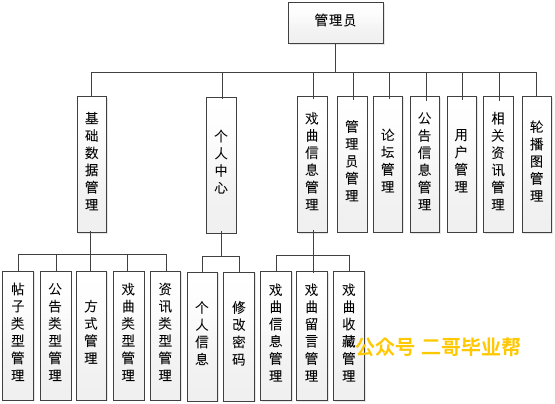 管理员
基础数据管理
个人中心
戏曲信息管理
管理员管理
论坛管理
公告信息管理
用户管理
相关资讯管理
轮播图管理
帖子类型管理
公告类型管理
方式管理
戏曲类型管理
资讯类型管理
个人信息
修改密码
戏曲信息管理
戏曲留言管理
戏曲收藏管理
公众号 二哥毕业帮